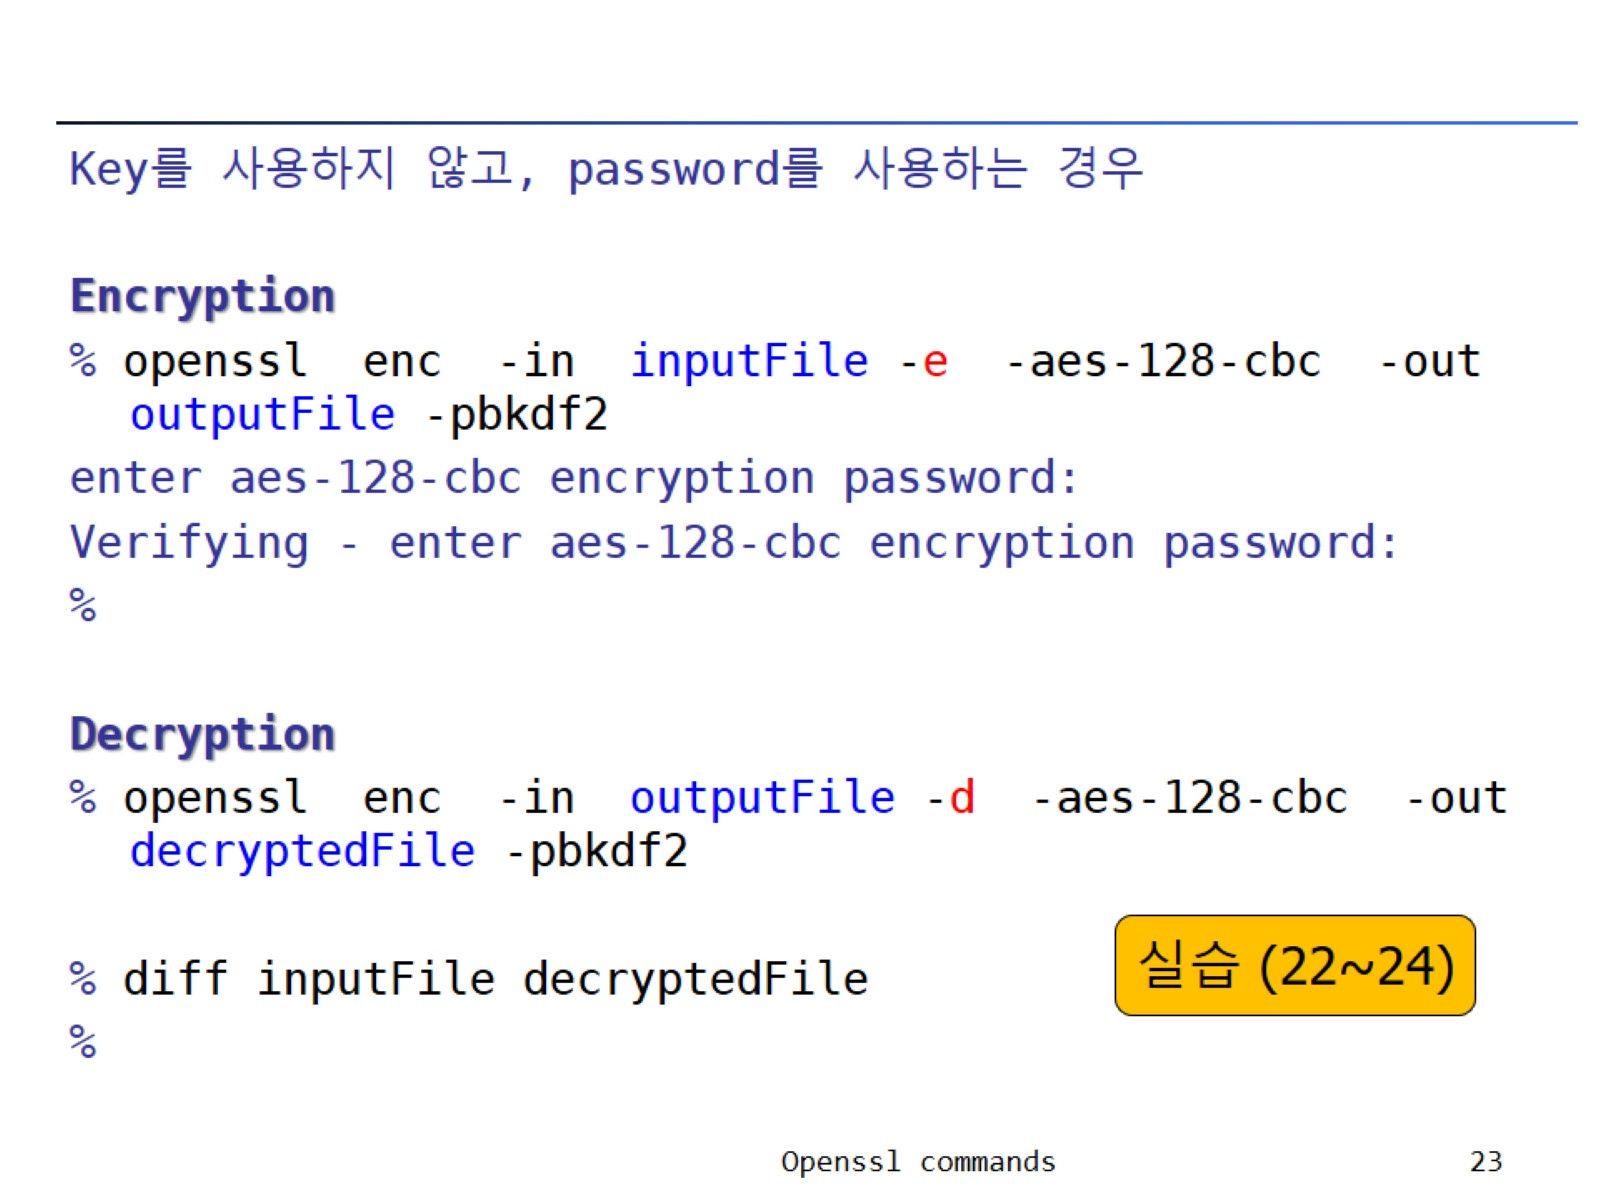 Key를 사용하지 않고, password를 사용하는 경우
Encryption
% openssl enc -in inputFile -e -aes-128-cbc -out
outputFile -pbkdf2
enter aes-128-cbc encryption password:
Verifying - enter aes-128-cbc encryption password:
%
Decryption
% openssl enc -in outputFile -d -aes-128-cbc -out
decryptedFile -pbkdf2
% diff inputFile decryptedFile
%
실습 (22~24)
Openssl commands
23